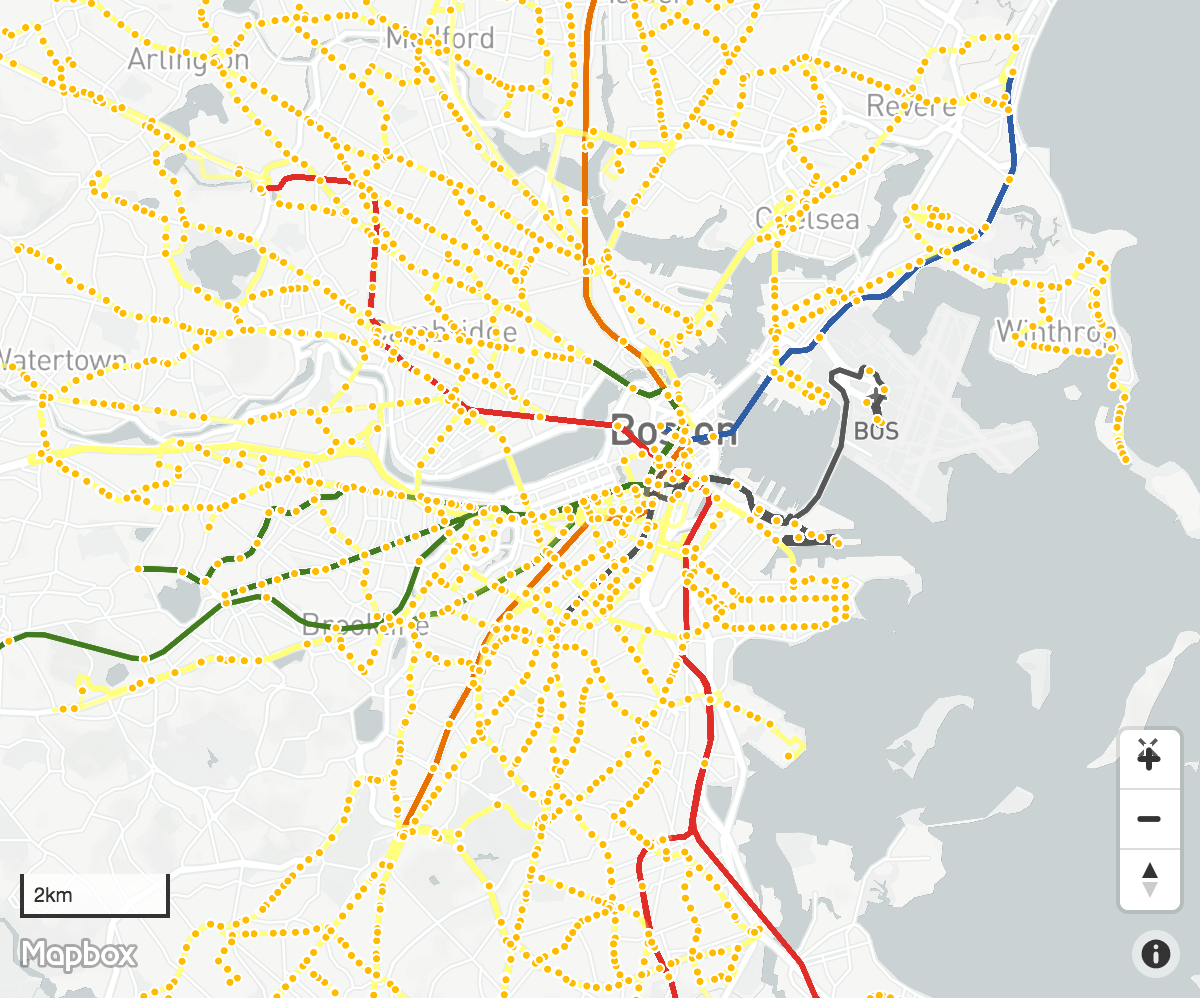 Medford
Arlington
Revere
Chelsea
Cambridge
Winthrop
Watertown
Boston
BOS
Brookline
2km
Mapbox